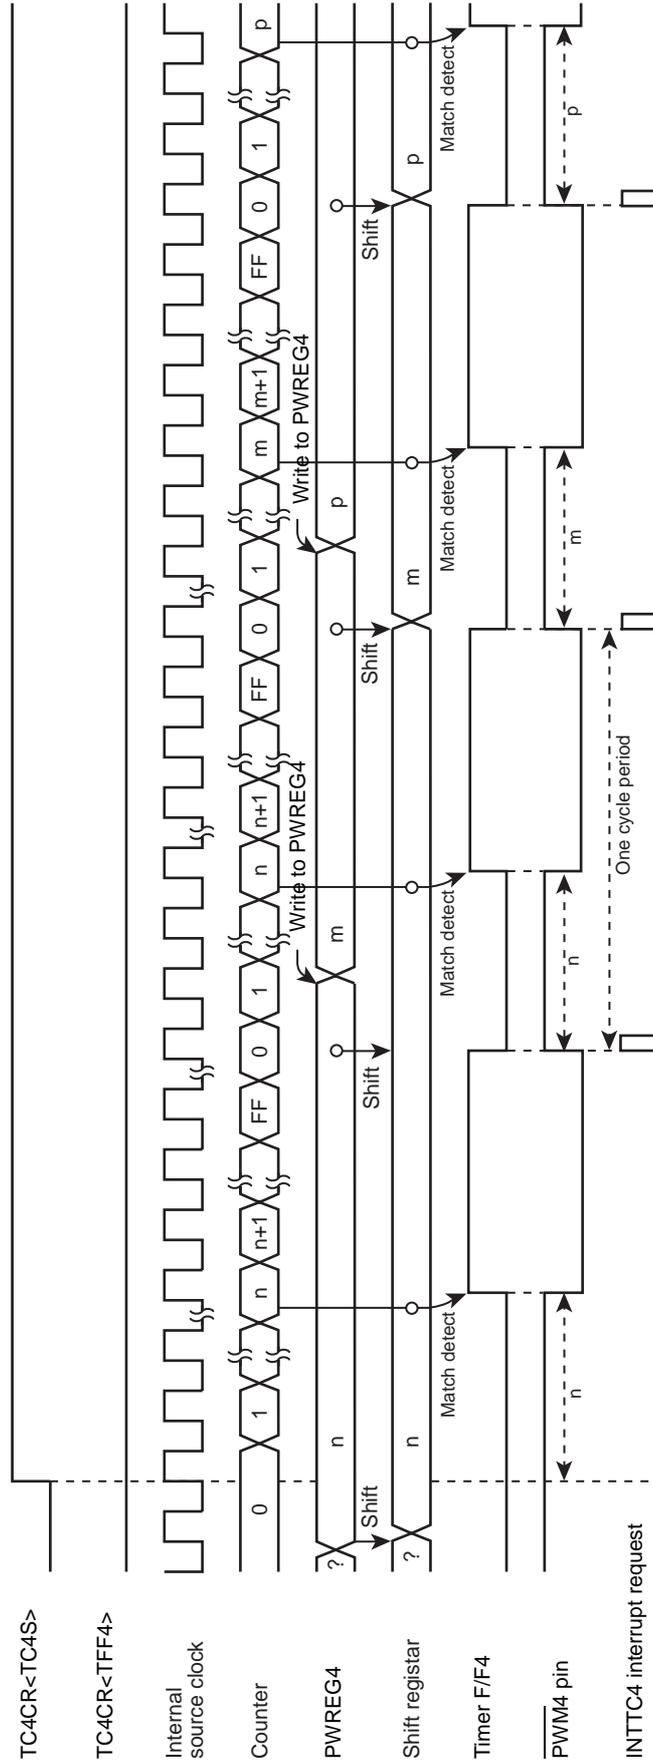 TC4CR<TC4S>
TC4CR<TFF4>
Internal
source clock
Counter 0 1 n n+1 FF 0 1 n n+1 FF 0 1 m m+1 FF 0 1 p
Write to PWREG4 Write to PWREG4
PWREG4 ? n m p
Shift Shift Shift Shift
Shift registar ? n m p
Match detect Match detect Match detect Match detect
Timer F/F4
PWM4 pin n n m p
One cycle period
INTTC4 interrupt request